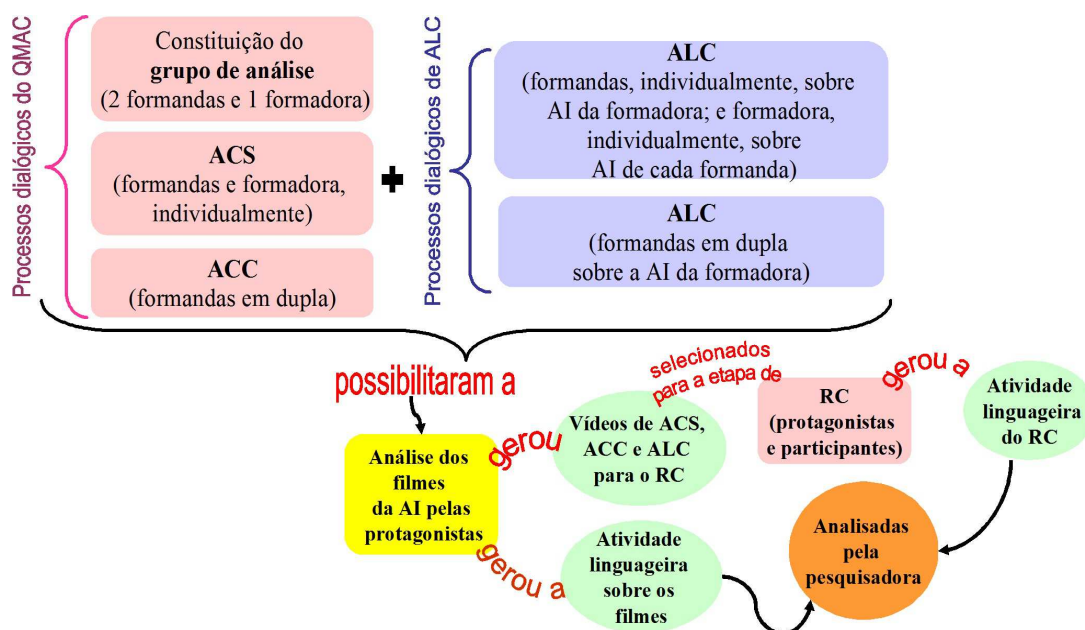 Processos dialógicos do QMAC
Constituição do
grupo de análise
(2 formandas e 1 formadora)
ACS
(formandas e formadora,
individualmente)
ACC
(formandas em dupla)
+
Processos dialógicos de ALC
ALC
(formandas, individualmente, sobre
AI da formadora; e formadora,
individualmente, sobre
AI de cada formanda)
ALC
(formandas em dupla
sobre a AI da formadora)
possibilitaram a
Análise dos
filmes
da AI pelas
protagonistas
gerou
Vídeos de ACS,
ACC e ALC
para o RC
selecionados
para a etapa de
RC
(protagonistas
e participantes)
gerou a
Atividade
linguageira
do RC
gerou a
Atividade
linguageira
sobre os
filmes
Analisadas
pela
pesquisadora